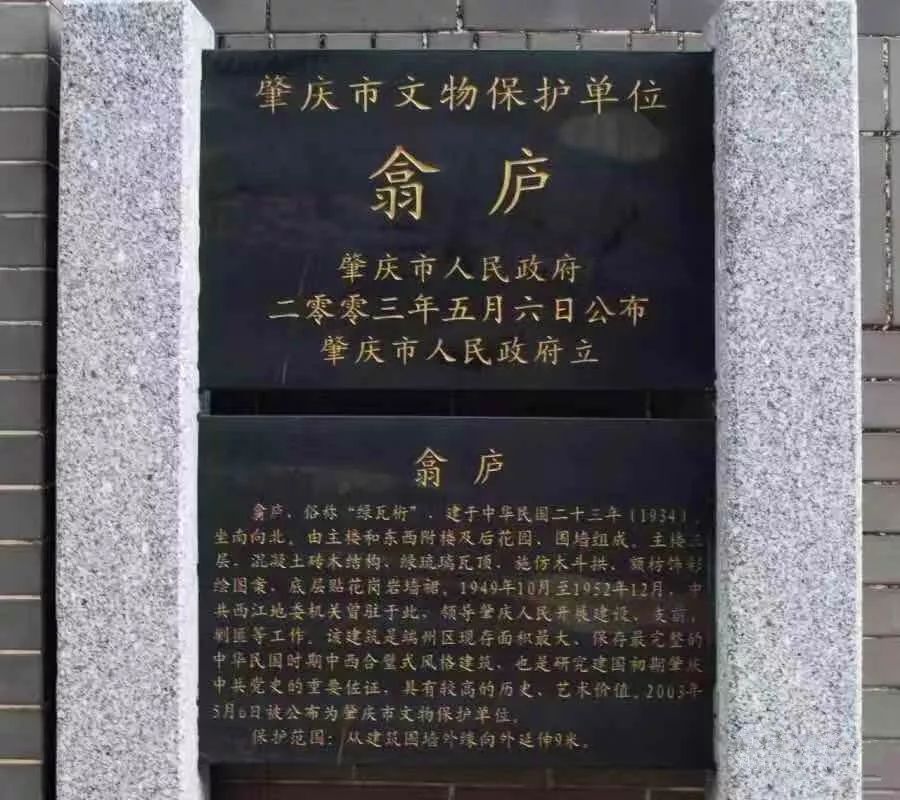 肇庆市文物保护单位
翕庐
肇庆市人民政府
二零零三年五月六日公布
肇庆市人民政府立
翕庐
翕庐，俗称“绿瓦桁”，建于中华民国二十三年（1934），
坐南向北，由主楼和东西附楼及后花园、围墙组成。主楼三
层，混凝土砖木结构，绿琉璃瓦顶，施仿木斗拱，额枋饰彩
绘图案，底层贴花岗岩墙裙。1949年10月至1952年12月，中
共西江地委机关曾驻于此，领导肇庆人民开展建设、支前、
剿匪等工作。该建筑是端州区现存面积最大、保存最完整的
中华民国时期中西合璧式风格建筑，也是研究建国初期肇庆
中共党史的重要佐证，具有较高的历史、艺术价值。2003年
5月6日被公布为肇庆市文物保护单位。
保护范围：从建筑围墙外缘向外延伸9米。